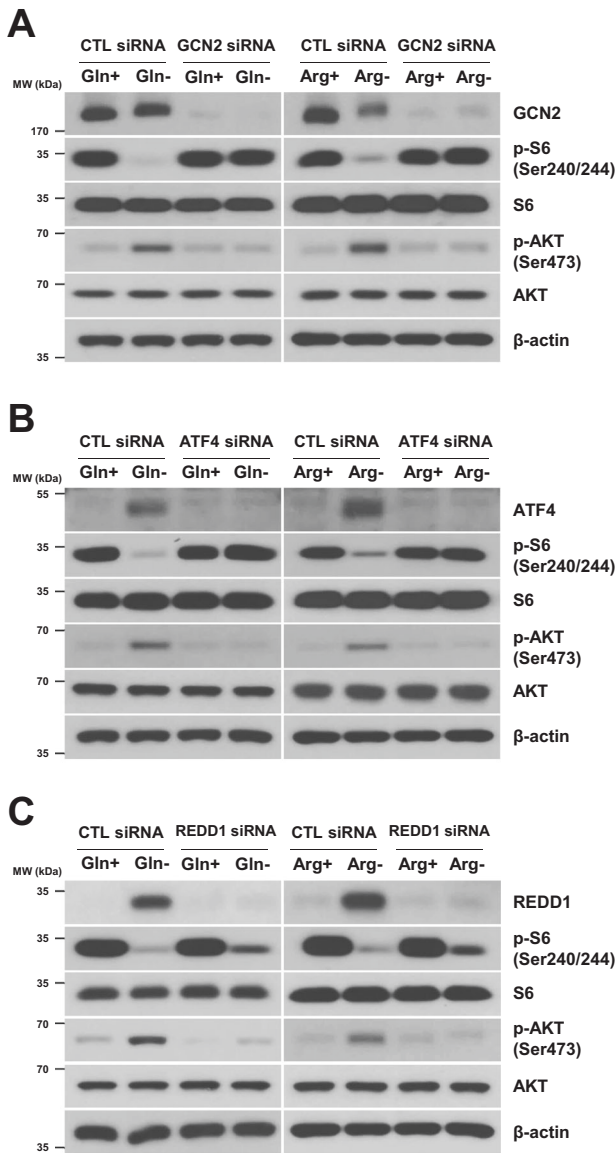 A
CTL siRNA GCN2 siRNA CTL siRNA GCN2 siRNA
Gln+ Gln- Gln+ Gln- Arg+ Arg- Arg+ Arg-
MW (kDa)
GCN2
170
35
p-S6
(Ser240/244)
35
S6
70
p-AKT
(Ser473)
70
AKT
β-actin
35
B
CTL siRNA ATF4 siRNA CTL siRNA ATF4 siRNA
Gln+ Gln- Gln+ Gln- Arg+ Arg- Arg+ Arg-
MW (kDa)
55
ATF4
35
p-S6
(Ser240/244)
35
S6
70
p-AKT
(Ser473)
70
AKT
β-actin
35
C
CTL siRNA REDD1 siRNA CTL siRNA REDD1 siRNA
Gln+ Gln- Gln+ Gln- Arg+ Arg- Arg+ Arg-
MW (kDa)
35
REDD1
35
p-S6
(Ser240/244)
35
S6
70
p-AKT
(Ser473)
70
AKT
β-actin
35